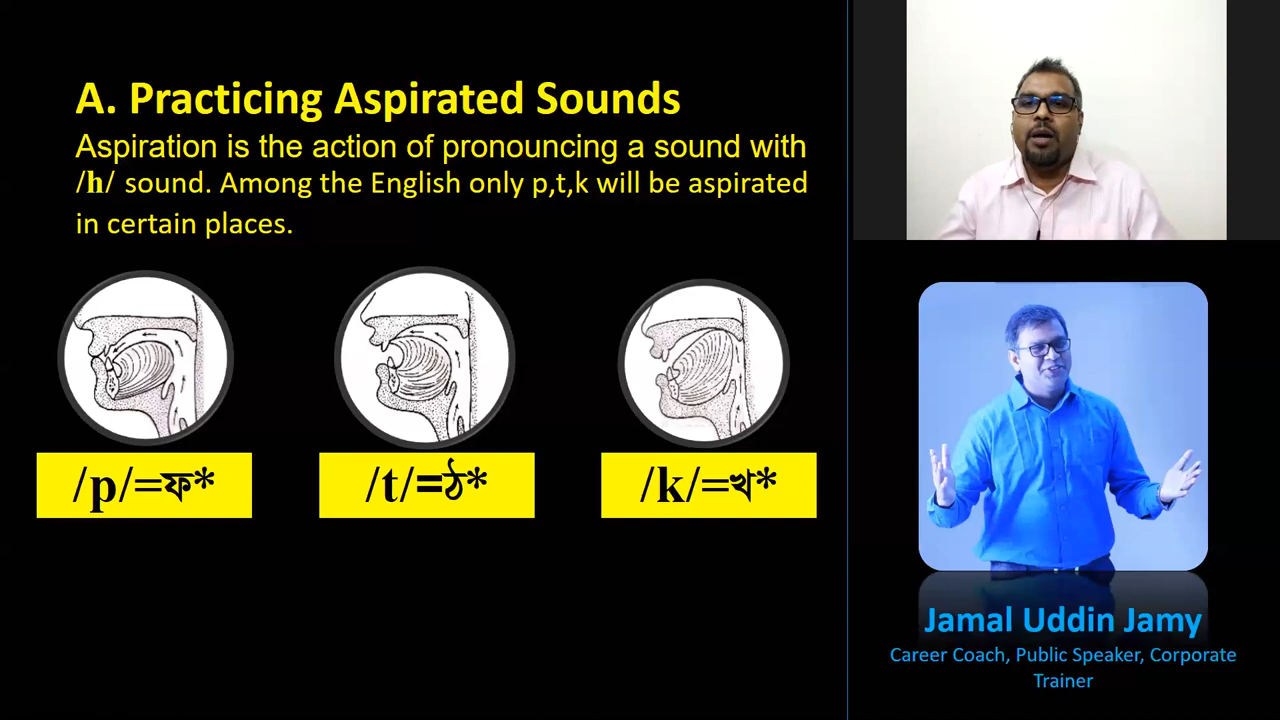 A. Practicing Aspirated Sounds
Aspiration is the action of pronouncing a sound with
/h/ sound. Among the English only p,t,k will be aspirated
in certain places.
/p/=ফ*
/t/=ঠ*
/k/=খ*
Jamal Uddin Jamy
Career Coach, Public Speaker, Corporate
Trainer